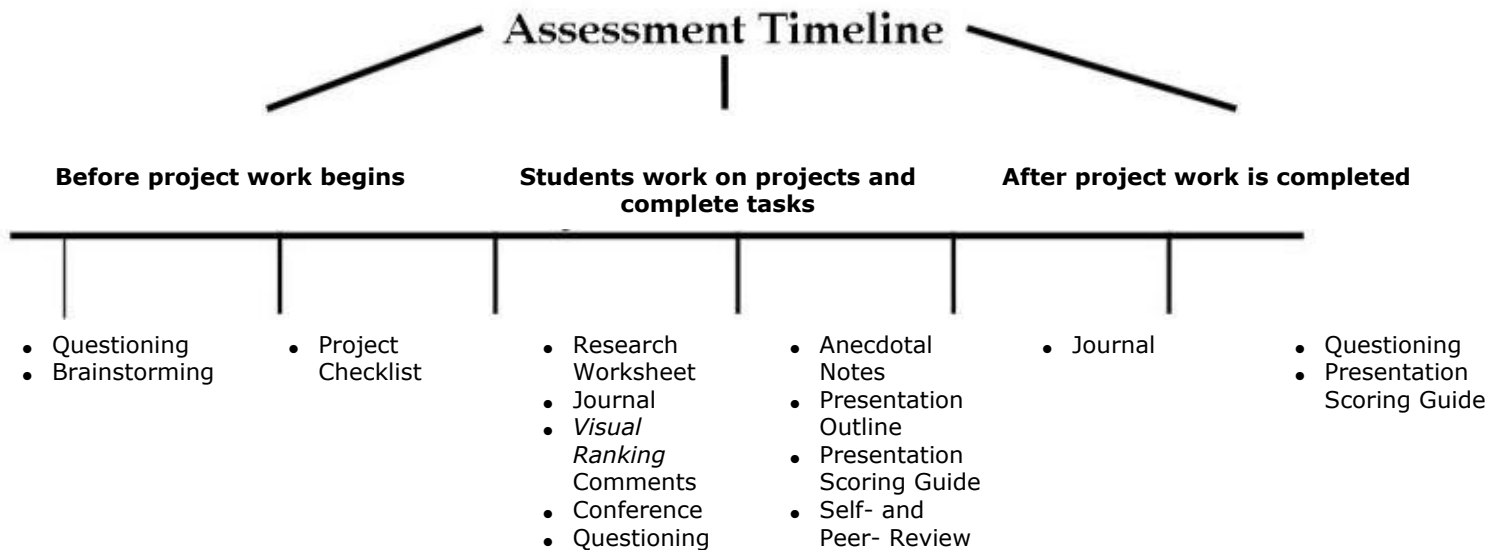 Assessment Timeline
Before project work begins
Students work on projects and
complete tasks
After project work is completed
• Questioning
• Brainstorming
• Project
Checklist
• Research
Worksheet
• Journal
• Visual
Ranking
Comments
• Conference
• Questioning
• Anecdotal
Notes
• Presentation
Outline
• Presentation
Scoring Guide
• Self- and
Peer- Review
• Journal
• Questioning
• Presentation
Scoring Guide